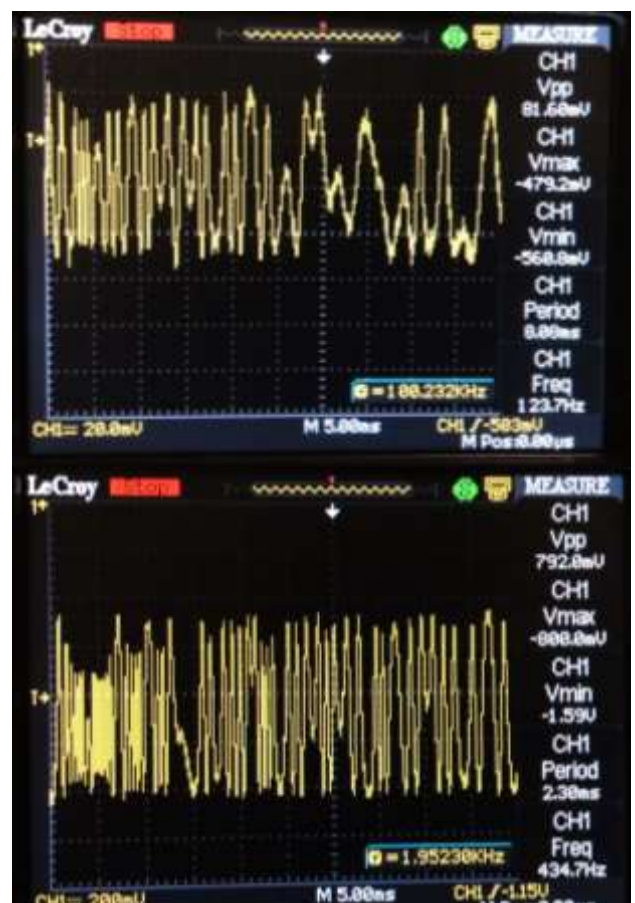 LeCroy Stop MEASURE
CH1
Vpp
81.60mV
CH1
Vmax
-479.2mV
CH1
Vmin
-560.8mV
CH1
Period
8.08ms
CH1
Freq
123.7Hz
=100.232KHz
CH1= 20.0mV M 5.00ms CH1 /-503mV
M Pos:0.00µs
LeCroy Stop MEASURE
CH1
Vpp
792.0mV
CH1
Vmax
-800.0mV
CH1
Vmin
-1.59V
CH1
Period
2.30ms
CH1
Freq
434.7Hz
=1.95230KHz
CH1= 200mV M 5.00ms CH1 /-1.15V